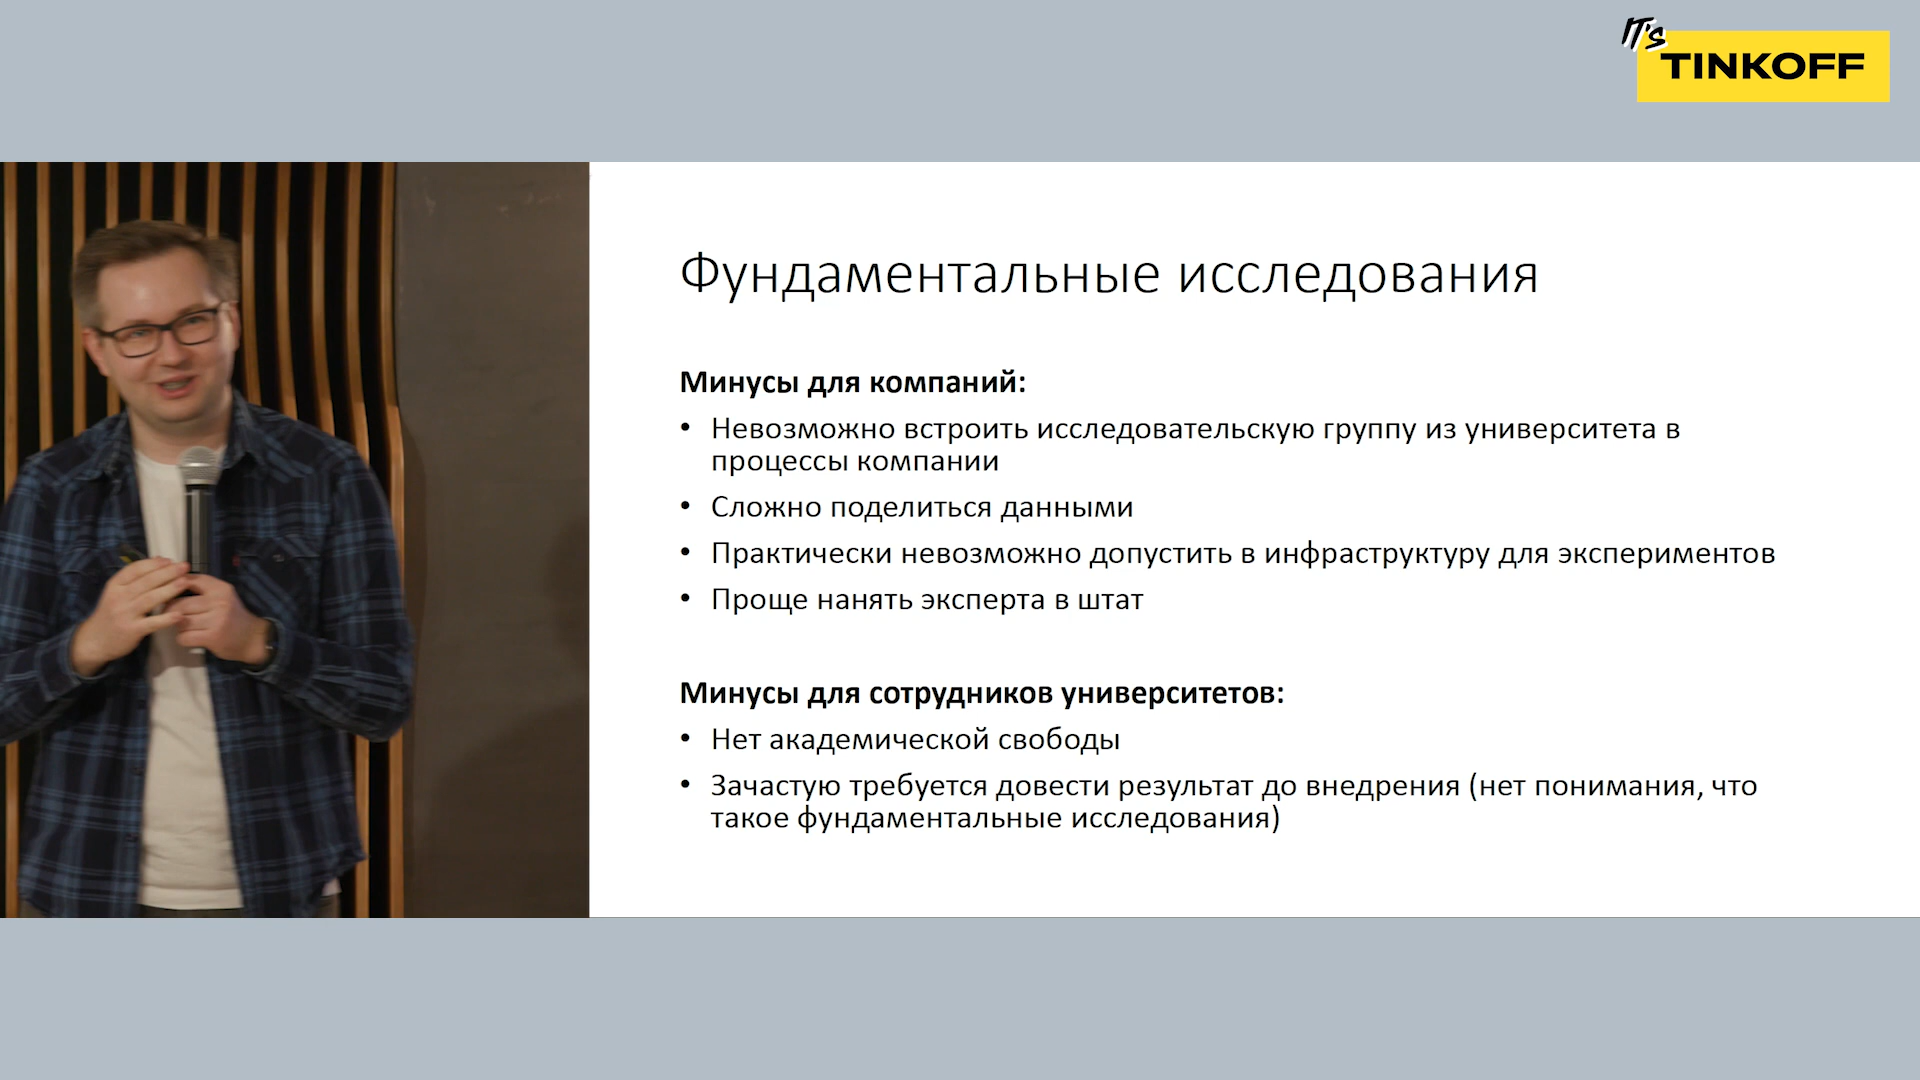 IT's
TINKOFF
Фундаментальные исследования
Минусы для компаний:
• Невозможно встроить исследовательскую группу из университета в
процессы компании
• Сложно поделиться данными
• Практически невозможно допустить в инфраструктуру для экспериментов
• Проще нанять эксперта в штат
Минусы для сотрудников университетов:
• Нет академической свободы
• Зачастую требуется довести результат до внедрения (нет понимания, что
такое фундаментальные исследования)